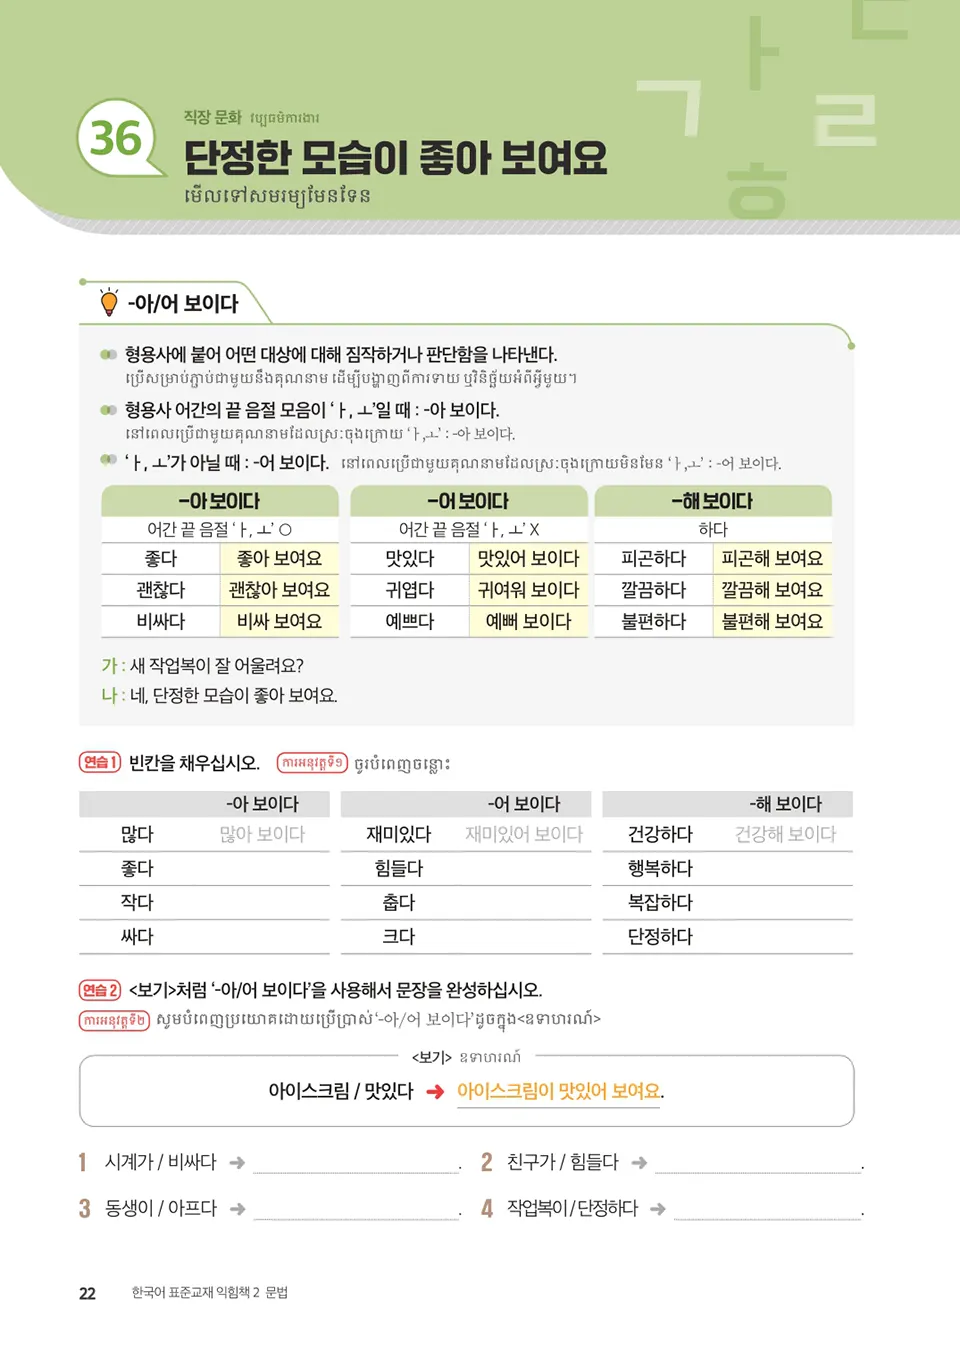 36
직장 문화 វប្បធម៌ការងារ
단정한 모습이 좋아 보여요
មើលទៅសមរម្យមែនទែន
ㄱ ㅏ ㄷ ㄹ ㅎ
-아/어 보이다
형용사에 붙어 어떤 대상에 대해 짐작하거나 판단함을 나타낸다.
ប្រើសម្រាប់ភ្ជាប់ជាមួយនឹងគុណនាម ដើម្បីបង្ហាញពីការទាយ ឬវិនិច្ឆ័យអំពីអ្វីមួយ។
형용사 어간의 끝 음절 모음이 ‘ㅏ, ㅗ’일 때 : -아 보이다.
នៅពេលប្រើជាមួយគុណនាមដែលស្រៈចុងក្រោយ ‘ㅏ,ㅗ’ : -아 보이다.
‘ㅏ, ㅗ’가 아닐 때 : -어 보이다. នៅពេលប្រើជាមួយគុណនាមដែលស្រៈចុងក្រោយមិនមែន ‘ㅏ,ㅗ’ : -어 보이다.
-아 보이다 -어 보이다 -해 보이다
어간 끝 음절 ‘ㅏ, ㅗ’ O 어간 끝 음절 ‘ㅏ, ㅗ’ X 하다
좋다 좋아 보여요 맛있다 맛있어 보이다 피곤하다 피곤해 보여요
괜찮다 괜찮아 보여요 귀엽다 귀여워 보이다 깔끔하다 깔끔해 보여요
비싸다 비싸 보여요 예쁘다 예뻐 보이다 불편하다 불편해 보여요
가 : 새 작업복이 잘 어울려요?
나 : 네, 단정한 모습이 좋아 보여요.
연습 1 빈칸을 채우십시오. ការអនុវត្តទី១ ចូរបំពេញចន្លោះ
-아 보이다 -어 보이다 -해 보이다
많다 많아 보이다 재미있다 재미있어 보이다 건강하다 건강해 보이다
좋다 힘들다 행복하다
작다 춥다 복잡하다
싸다 크다 단정하다
연습 2 <보기>처럼 ‘-아/어 보이다’을 사용해서 문장을 완성하십시오.
ការអនុវត្តទី២ សូមបំពេញប្រយោគដោយប្រើប្រាស់ ‘-아/어 보이다’ដូចក្នុង<ឧទាហរណ៍>
<보기> ឧទាហរណ៍
아이스크림 / 맛있다 ➜ 아이스크림이 맛있어 보여요.
1 시계가 / 비싸다 ➜ . 2 친구가 / 힘들다 ➜ .
3 동생이 / 아프다 ➜ . 4 작업복이 / 단정하다 ➜ .
22 한국어 표준교재 익힘책 2 문법